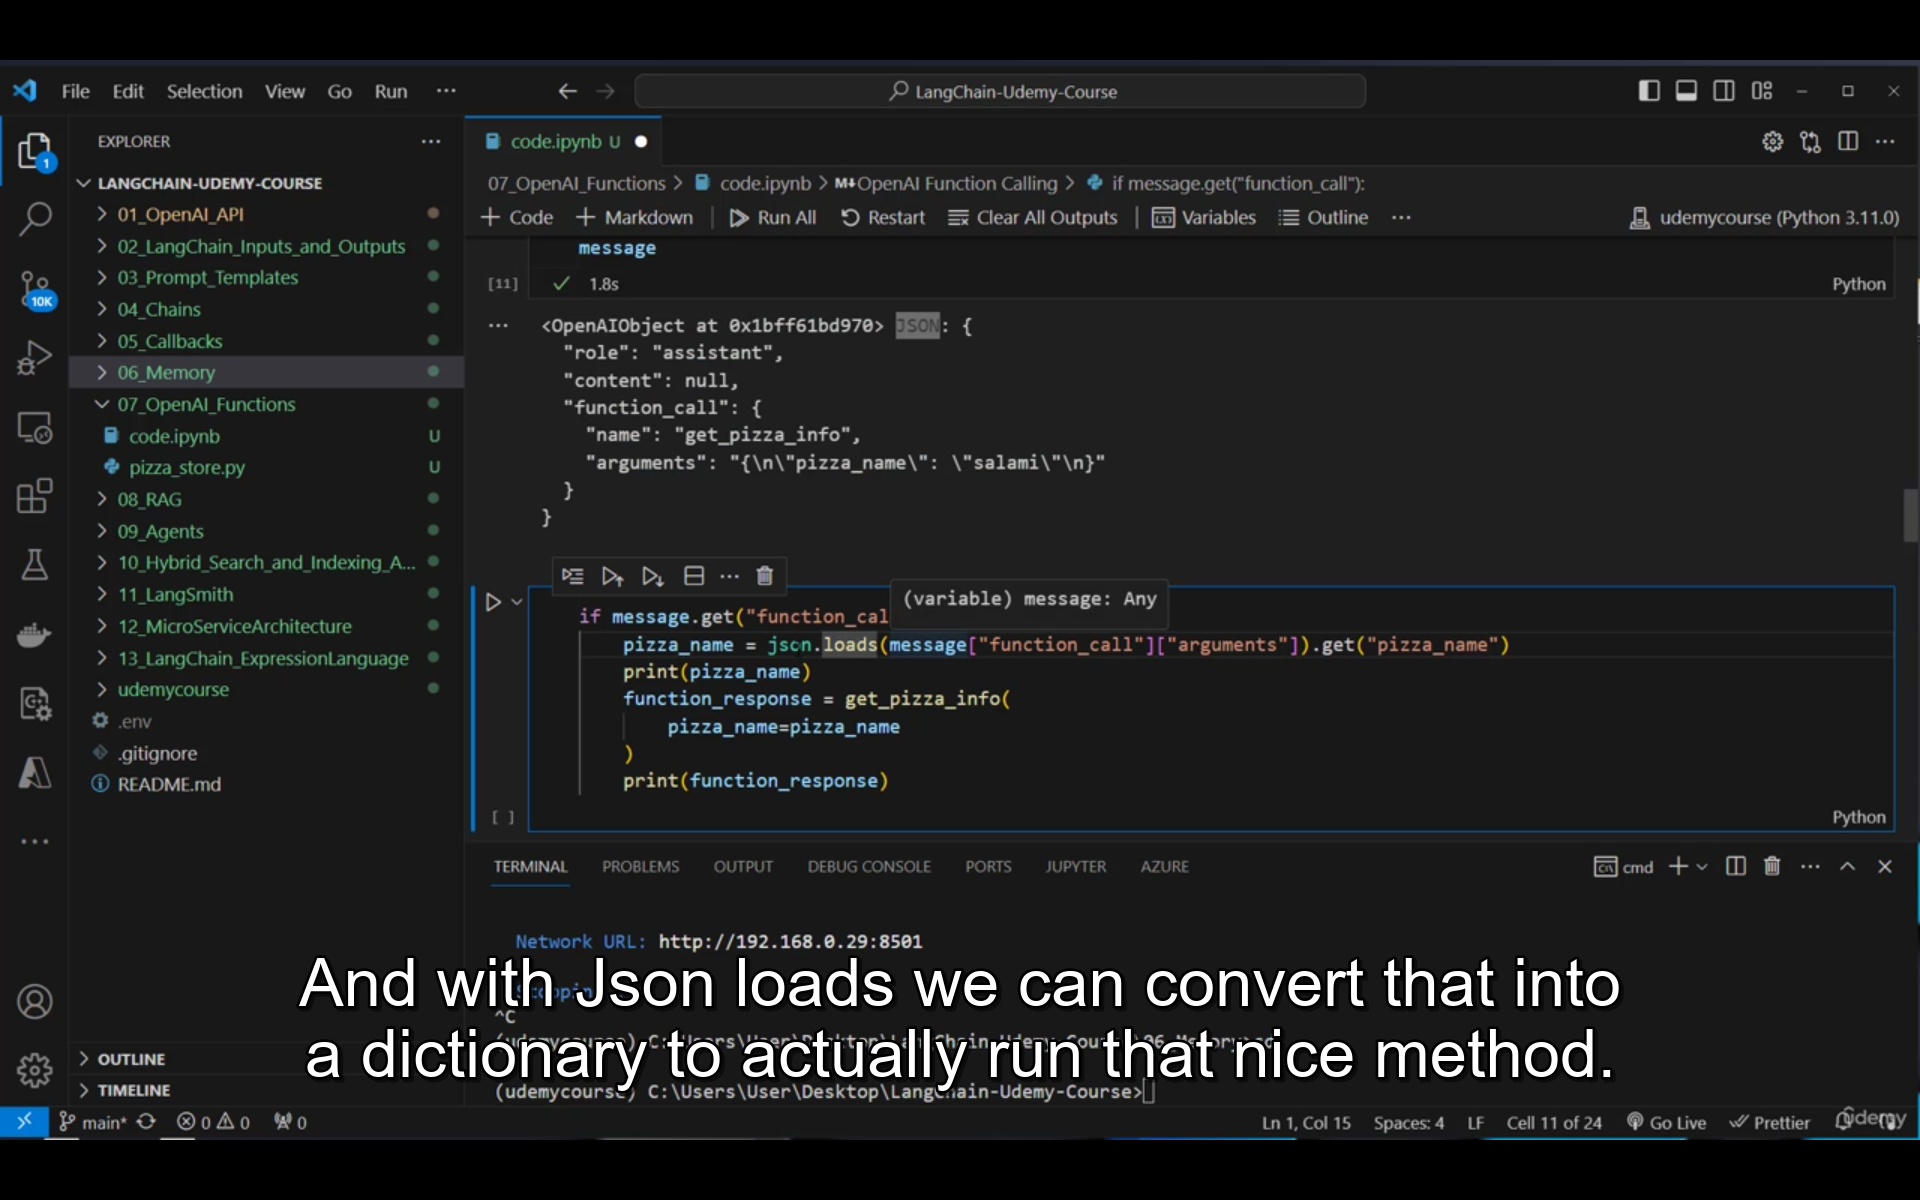 File Edit Selection View Go Run ···
LangChain-Udemy-Course
EXPLORER
1
LANGCHAIN-UDEMY-COURSE
01_OpenAI_API
02_LangChain_Inputs_and_Outputs
03_Prompt_Templates
10K
04_Chains
05_Callbacks
06_Memory
07_OpenAI_Functions
code.ipynb U
pizza_store.py U
08_RAG
09_Agents
10_Hybrid_Search_and_Indexing_A...
11_LangSmith
12_MicroServiceArchitecture
13_LangChain_ExpressionLanguage
udemycourse
.env
.gitignore
README.md
OUTLINE
TIMELINE
code.ipynb U
07_OpenAI_Functions > code.ipynb > M↓OpenAI Function Calling > if message.get("function_call"):
+ Code + Markdown | Run All Restart Clear All Outputs | Variables Outline ···
udemycourse (Python 3.11.0)
message
[11] ✓ 1.8s Python
<OpenAIObject at 0x1bff61bd970> JSON: {
"role": "assistant",
"content": null,
"function_call": {
"name": "get_pizza_info",
"arguments": "{\n\"pizza_name\": \"salami\"\n}"
}
}
(variable) message: Any
if message.get("function_cal
pizza_name = json.loads(message["function_call"]["arguments"]).get("pizza_name")
print(pizza_name)
function_response = get_pizza_info(
pizza_name=pizza_name
)
print(function_response)
[ ] Python
TERMINAL PROBLEMS OUTPUT DEBUG CONSOLE PORTS JUPYTER AZURE
cmd
Network URL: http://192.168.0.29:8501
And with Json loads we can convert that into
^C
a dictionary to actually run that nice method.
(udemycourse) C:\Users\User\Desktop\LangChain-Udemy-Course>
main* 0 0 0
Ln 1, Col 15 Spaces: 4 LF Cell 11 of 24 Go Live Prettier
udemy